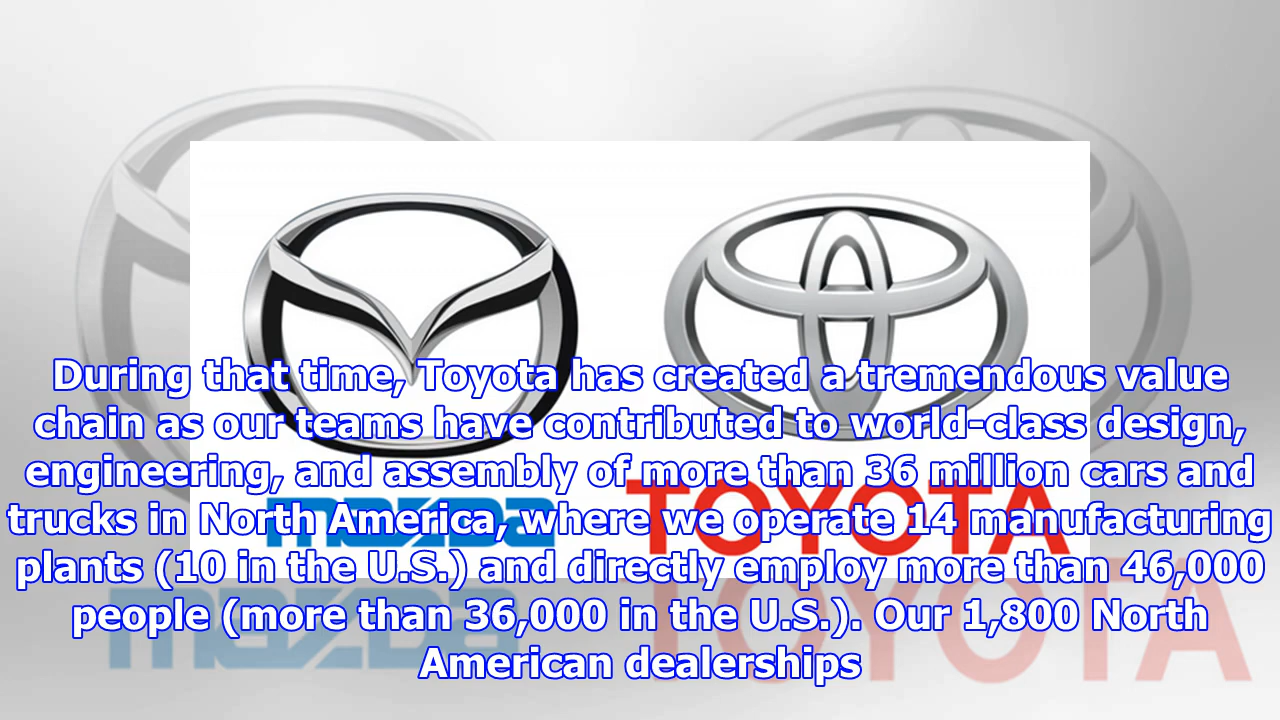 During that time, Toyota has created a tremendous value
chain as our teams have contributed to world-class design,
engineering, and assembly of more than 36 million cars and
trucks in North America, where we operate 14 manufacturing
plants (10 in the U.S.) and directly employ more than 46,000
people (more than 36,000 in the U.S.). Our 1,800 North
American dealerships
mazda
TOYOTA
mazda
TOYOTA